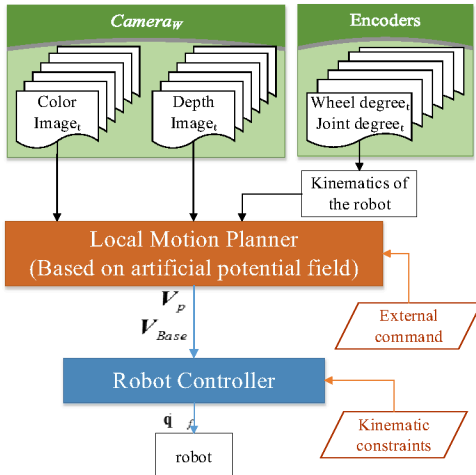 Camera_W
Encoders
Color
Image_t
Depth
Image_t
Wheel degree_t
Joint degree_t
Kinematics of
the robot
Local Motion Planner
(Based on artificial potential field)
V_p
V_Base
External
command
Robot Controller
q̇_f
Kinematic
constraints
robot